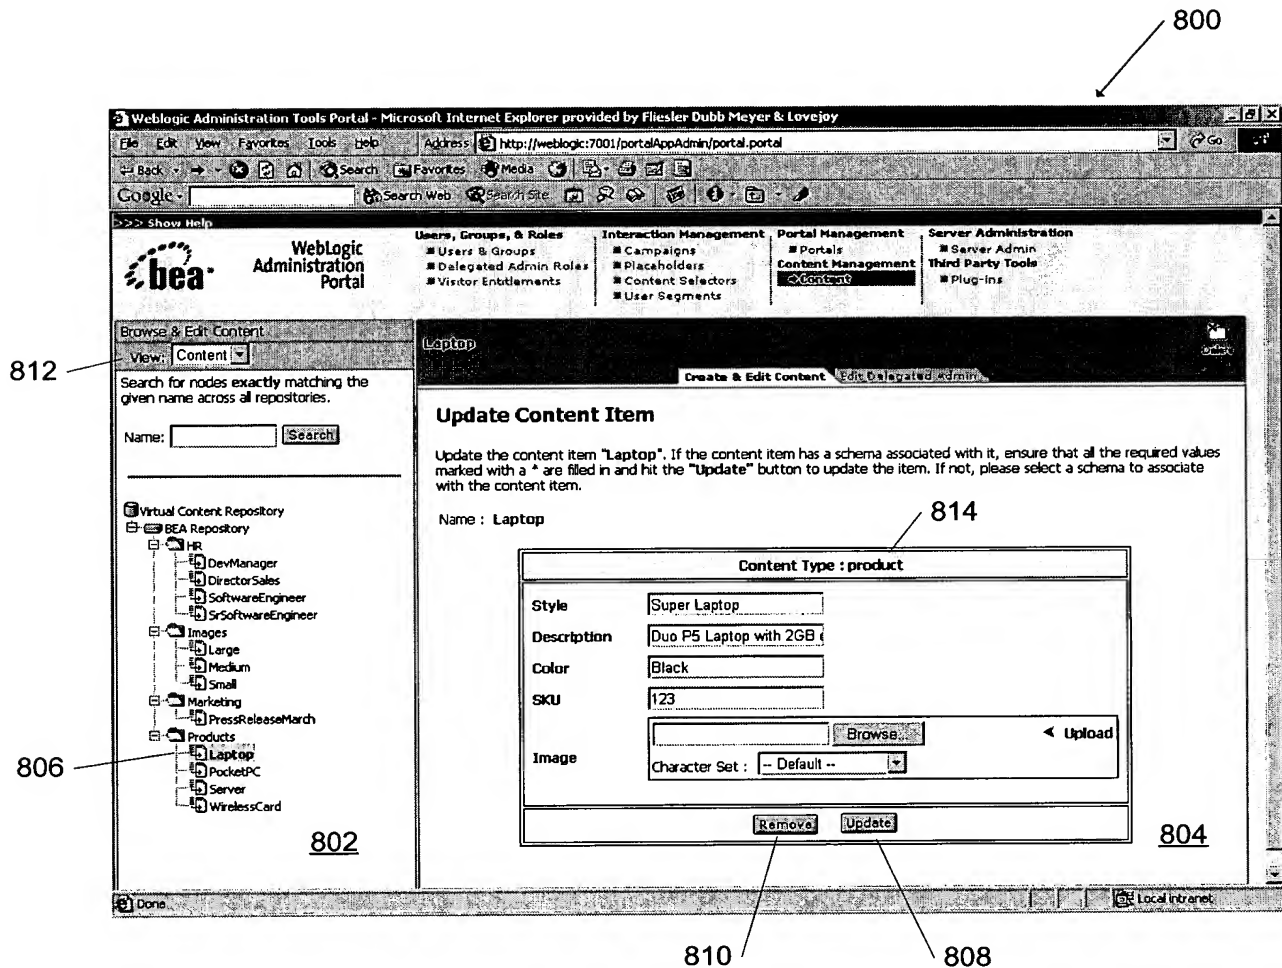 800
Weblogic Administration Tools Portal - Microsoft Internet Explorer provided by Fliesler Dubb Meyer & Lovejoy
File Edit View Favorites Tools Help Address http://weblogic:7001/portalAppAdmin/portal.portal Go
Back Search Favorites Media
Google Search Web Search Site
>>> Show Help
bea
WebLogic Administration Portal
Users, Groups, & Roles
Users & Groups
Delegated Admin Roles
Visitor Entitlements
Interaction Management
Campaigns
Placeholders
Content Selectors
User Segments
Portal Management
Portals
Content Management
Content
Server Administration
Server Admin
Third Party Tools
Plug-ins
Browse & Edit Content
View: Content
812
Search for nodes exactly matching the
given name across all repositories.
Name: Search
Virtual Content Repository
BEA Repository
HR
DevManager
DirectorSales
SoftwareEngineer
SrSoftwareEngineer
Images
Large
Medium
Small
Marketing
PressReleaseMarch
Products
Laptop
PocketPC
Server
WirelessCard
806
802
Laptop
Delete
Create & Edit Content Edit Delegated Admin
Update Content Item
Update the content item "Laptop". If the content item has a schema associated with it, ensure that all the required values
marked with a * are filled in and hit the "Update" button to update the item. If not, please select a schema to associate
with the content item.
Name : Laptop
814
Content Type : product
Style Super Laptop
Description Duo P5 Laptop with 2GB
Color Black
SKU 123
Image Browse... Upload
Character Set : -- Default --
Remove Update
804
Done Local intranet
810 808